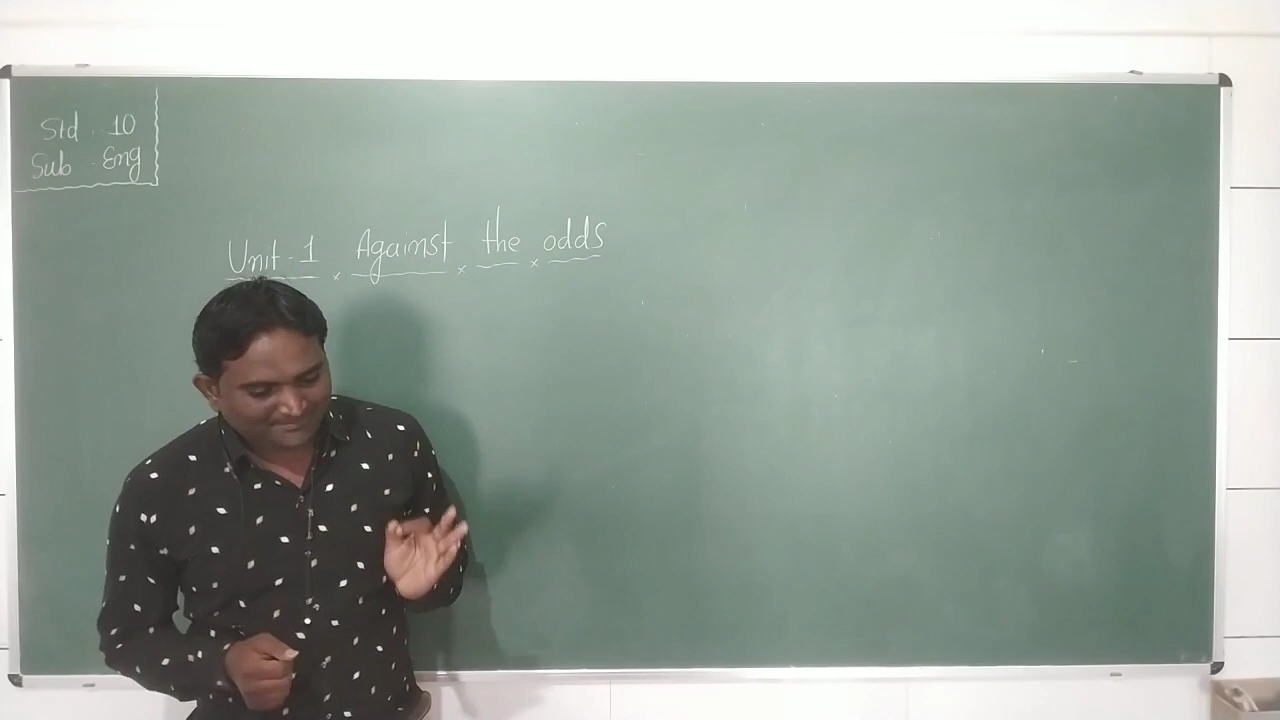 Std - 10
Sub - Eng
Unit - 1 Against the odds